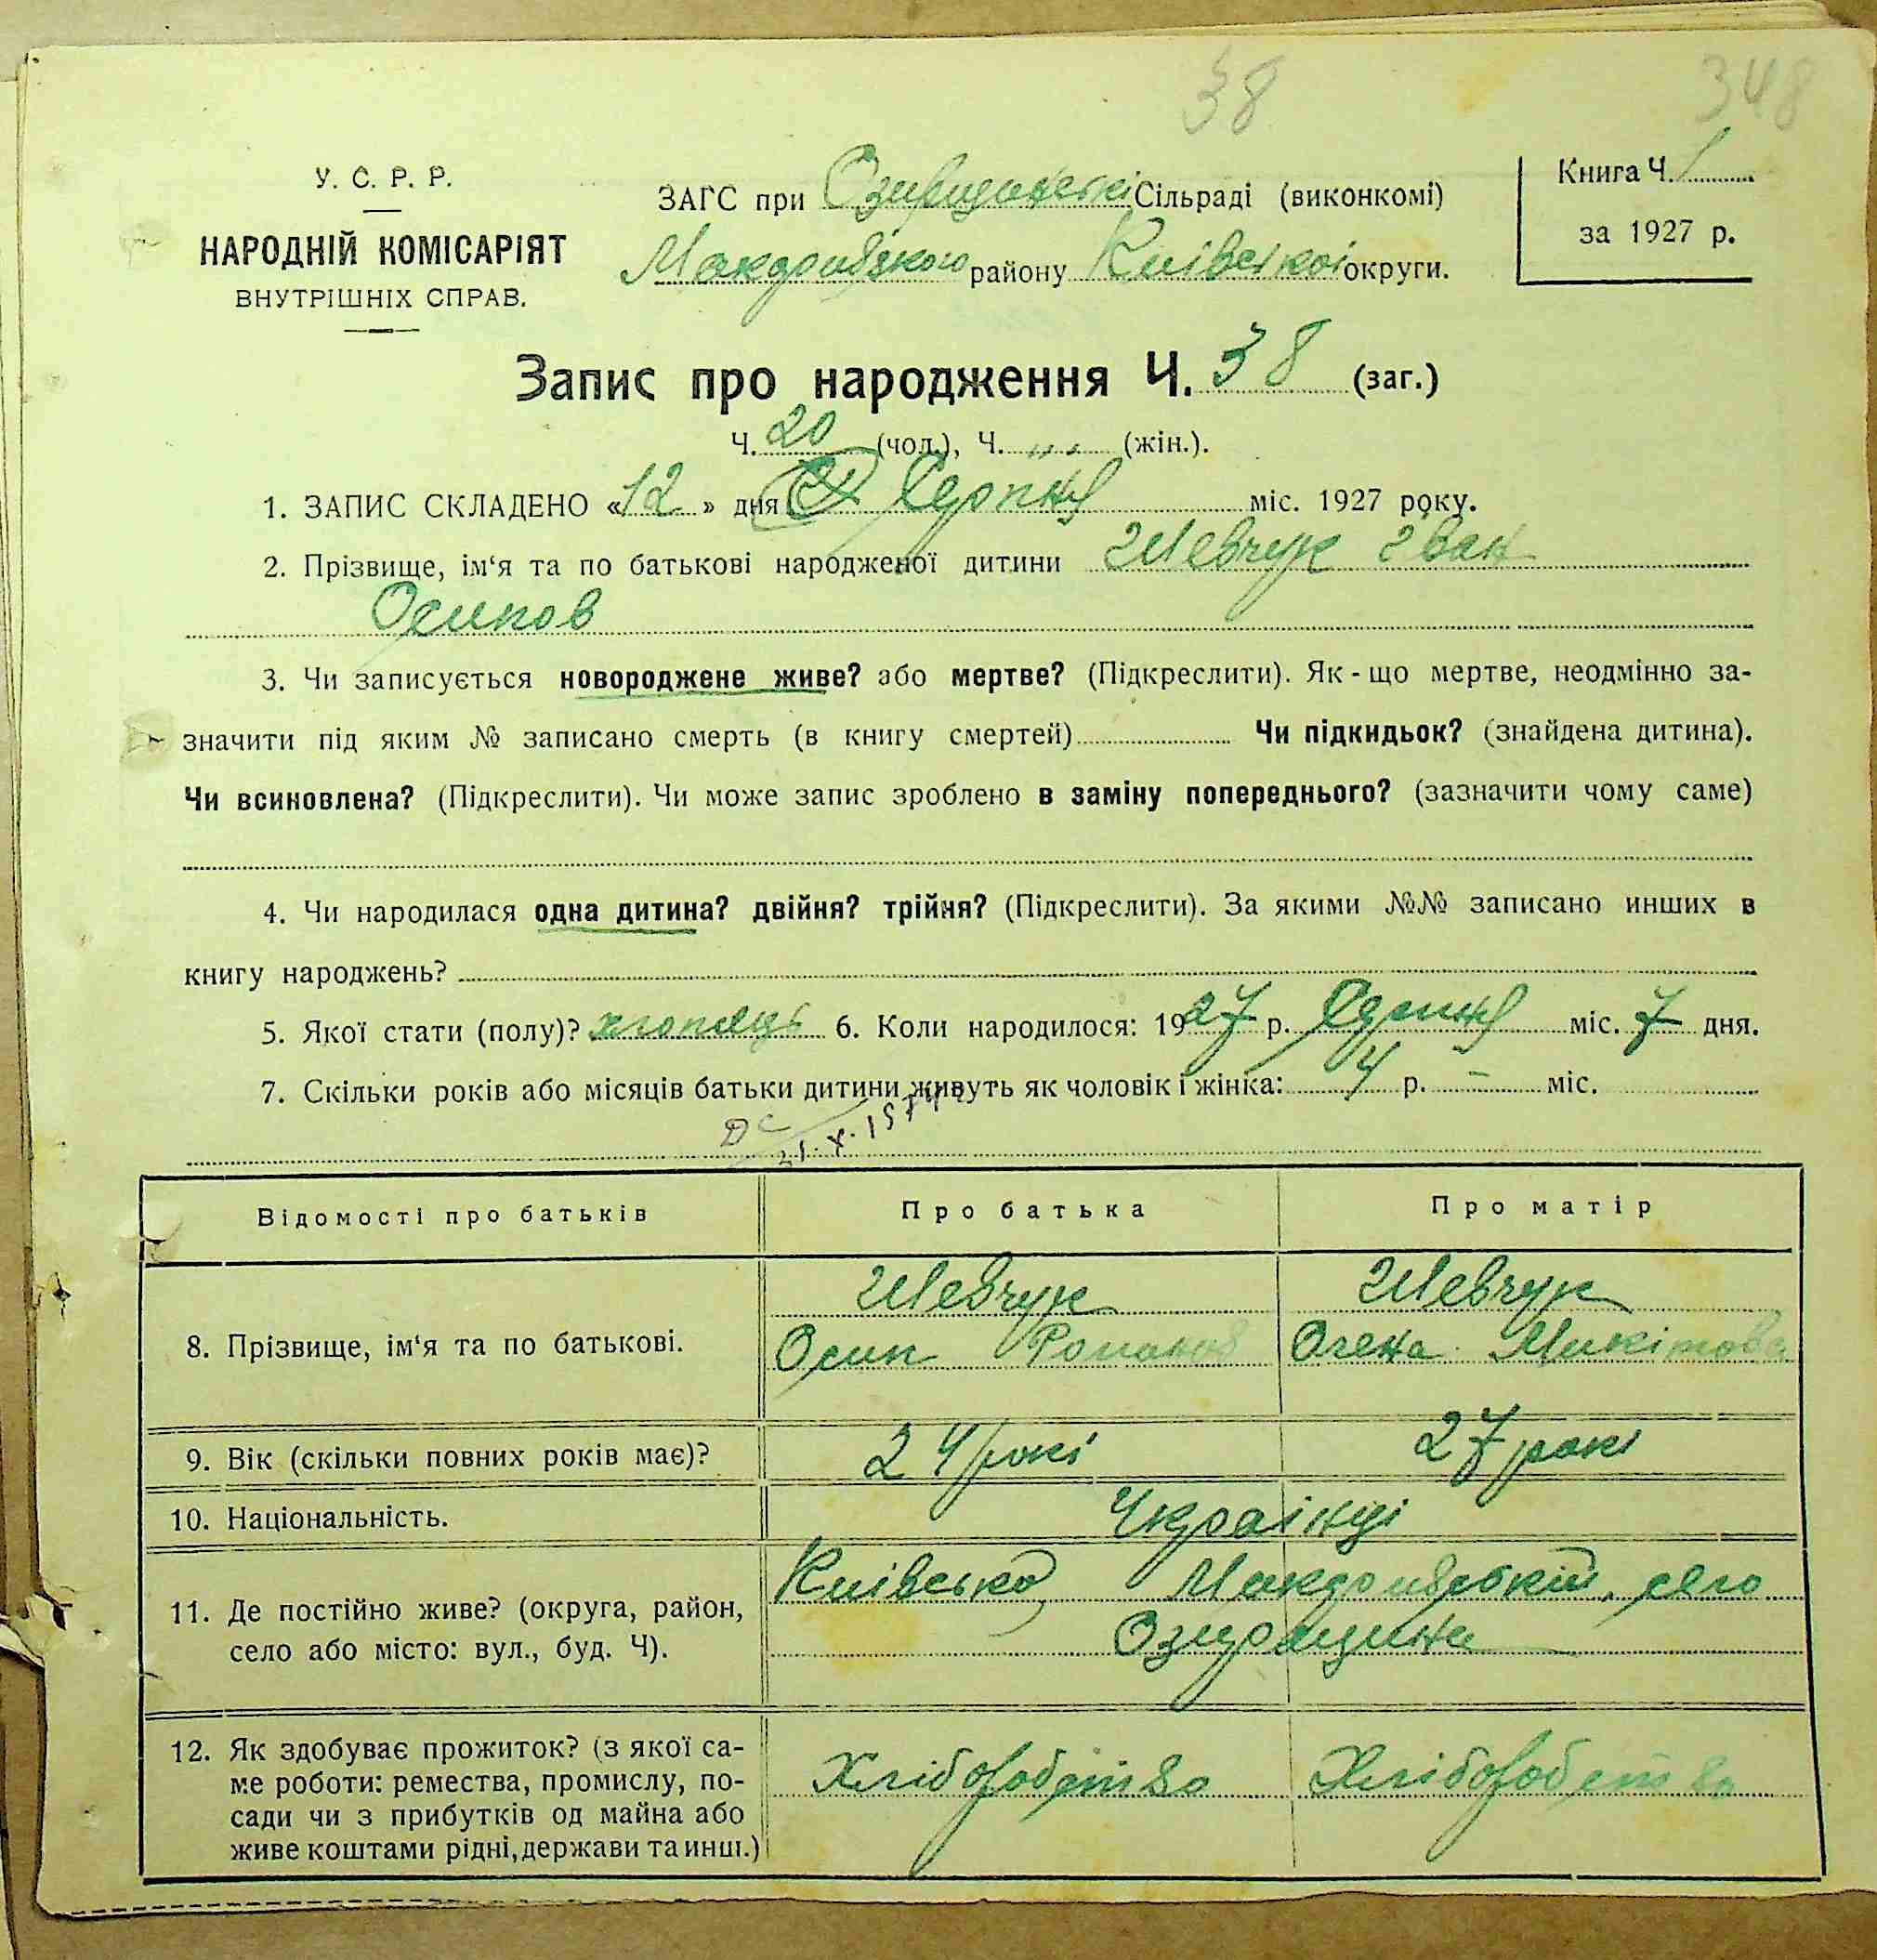 38 348
У. С. Р. Р.
НАРОДНІЙ КОМІСАРІЯТ
ВНУТРІШНІХ СПРАВ.
ЗАГС при Сільраді (виконкомі)
району Київської округи.
Книга Ч. 1
за 1927 р.
Запис про народження Ч. 38 (заг.)
Ч. 20 (чол.), Ч. „ (жін.).
1. ЗАПИС СКЛАДЕНО «12» дня Серпня міс. 1927 року.
2. Прізвище, ім‘я та по батькові народженої дитини Шевчук Іван
Осипов
3. Чи записується новороджене живе? або мертве? (Підкреслити). Як-що мертве, неодмінно за-
значити під яким № записано смерть (в книгу смертей) Чи підкидьок? (знайдена дитина).
Чи всиновлена? (Підкреслити). Чи може запис зроблено в заміну попереднього? (зазначити чому саме)
4. Чи народилася одна дитина? двійня? трійня? (Підкреслити). За якими №№ записано инших в
книгу народжень?
5. Якої стати (полу)? хлопець 6. Коли народилося: 1927 р. Серпня міс. 7 дня.
7. Скільки років або місяців батьки дитини живуть як чоловік і жінка: 4 р. - міс.
Відомості про батьків Про батька Про матір
8. Прізвище, ім‘я та по батькові. Шевчук Шевчук
Осип Романов Олена Микітова
9. Вік (скільки повних років має)? 24 рокі 27 рокі
10. Національність. Українці
11. Де постійно живе? (округа, район,
село або місто: вул., буд. Ч).
Київська село
12. Як здобуває прожиток? (з якої са-
ме роботи: ремества, промислу, по-
сади чи з прибутків од майна або
живе коштами рідні, держави та инш.)
Хліборобство Хліборобство